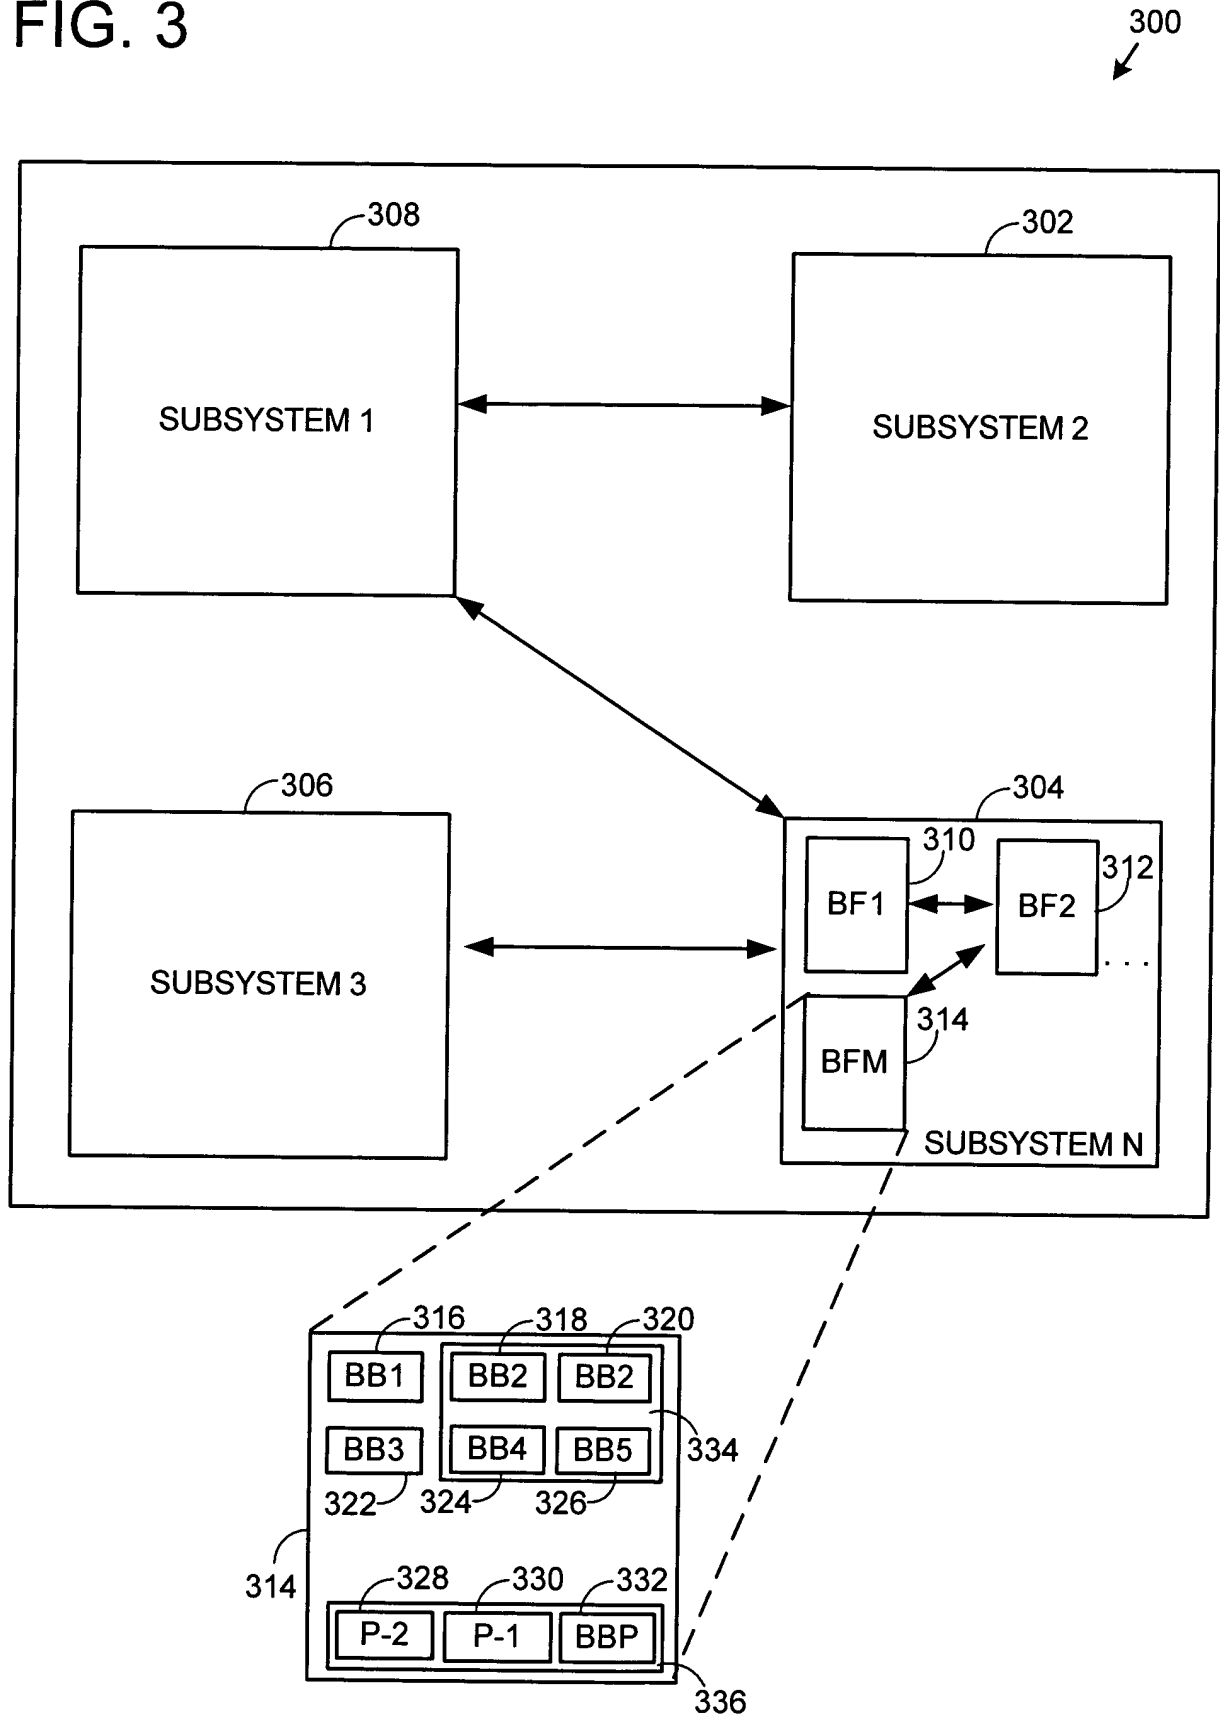 FIG. 3
300
308
302
SUBSYSTEM 1
SUBSYSTEM 2
306
304
310
312
BF1
BF2
. . .
SUBSYSTEM 3
314
BFM
SUBSYSTEM N
316
318
320
BB1
BB2
BB2
334
BB3
BB4
BB5
322
324
326
314
328
330
332
P-2
P-1
BBP
336